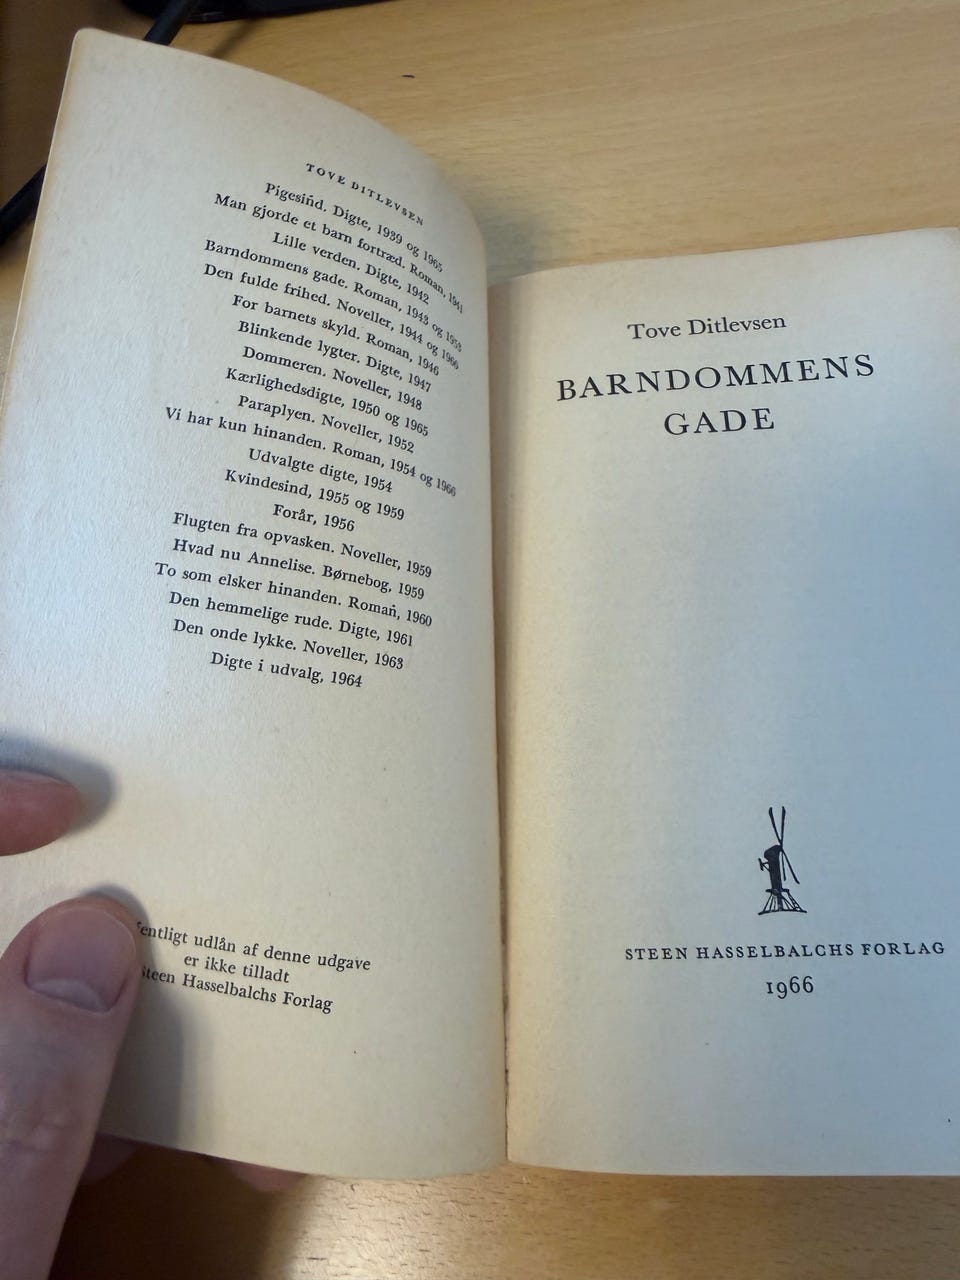 TOVE DITLEVSEN
Pigesind. Digte, 1939 og 1965
Man gjorde et barn fortræd. Roman, 1941
Lille verden. Digte, 1942
Barndommens gade. Roman, 1943 og 1958
Den fulde frihed. Noveller, 1944 og 1966
For barnets skyld. Roman, 1946
Blinkende lygter. Digte, 1947
Dommeren. Noveller, 1948
Kærlighedsdigte, 1950 og 1965
Paraplyen. Noveller, 1952
Vi har kun hinanden. Roman, 1954 og 1966
Udvalgte digte, 1954
Kvindesind, 1955 og 1959
Forår, 1956
Flugten fra opvasken. Noveller, 1959
Hvad nu Annelise. Børnebog, 1959
To som elsker hinanden. Roman, 1960
Den hemmelige rude. Digte, 1961
Den onde lykke. Noveller, 1963
Digte i udvalg, 1964
udlån af denne udgave
er ikke tilladt
Steen Hasselbalchs Forlag
Tove Ditlevsen
BARNDOMMENS
GADE
STEEN HASSELBALCHS FORLAG
1966